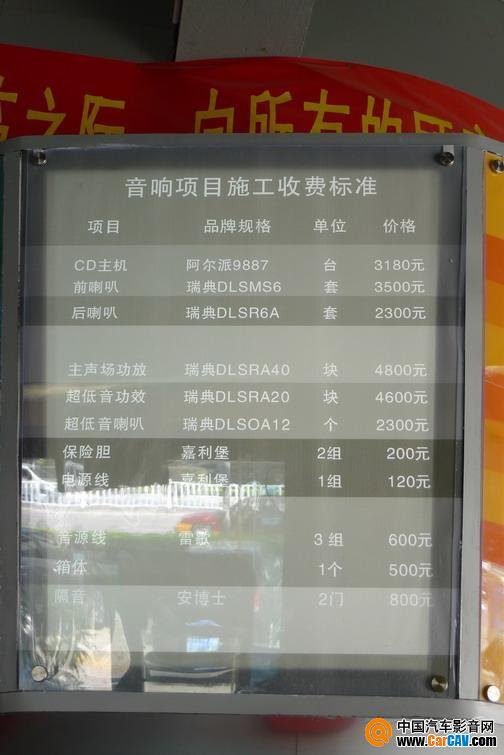 向所有的
音响项目施工收费标准
项目 品牌规格 单位 价格
CD主机 阿尔派9887 台 3180元
前喇叭 瑞典DLSMS6 套 3500元
后喇叭 瑞典DLSR6A 套 2300元
主声场功放 瑞典DLSRA40 块 4800元
超低音功效 瑞典DLSRA20 块 4600元
超低音喇叭 瑞典DLSOA12 个 2300元
保险胆 嘉利堡 2组 200元
电源线 嘉利堡 1组 120元
音源线 雷歌 3组 600元
箱体 1个 500元
隔音 安博士 2门 800元
中国汽车影音网
www.CarCAV.com